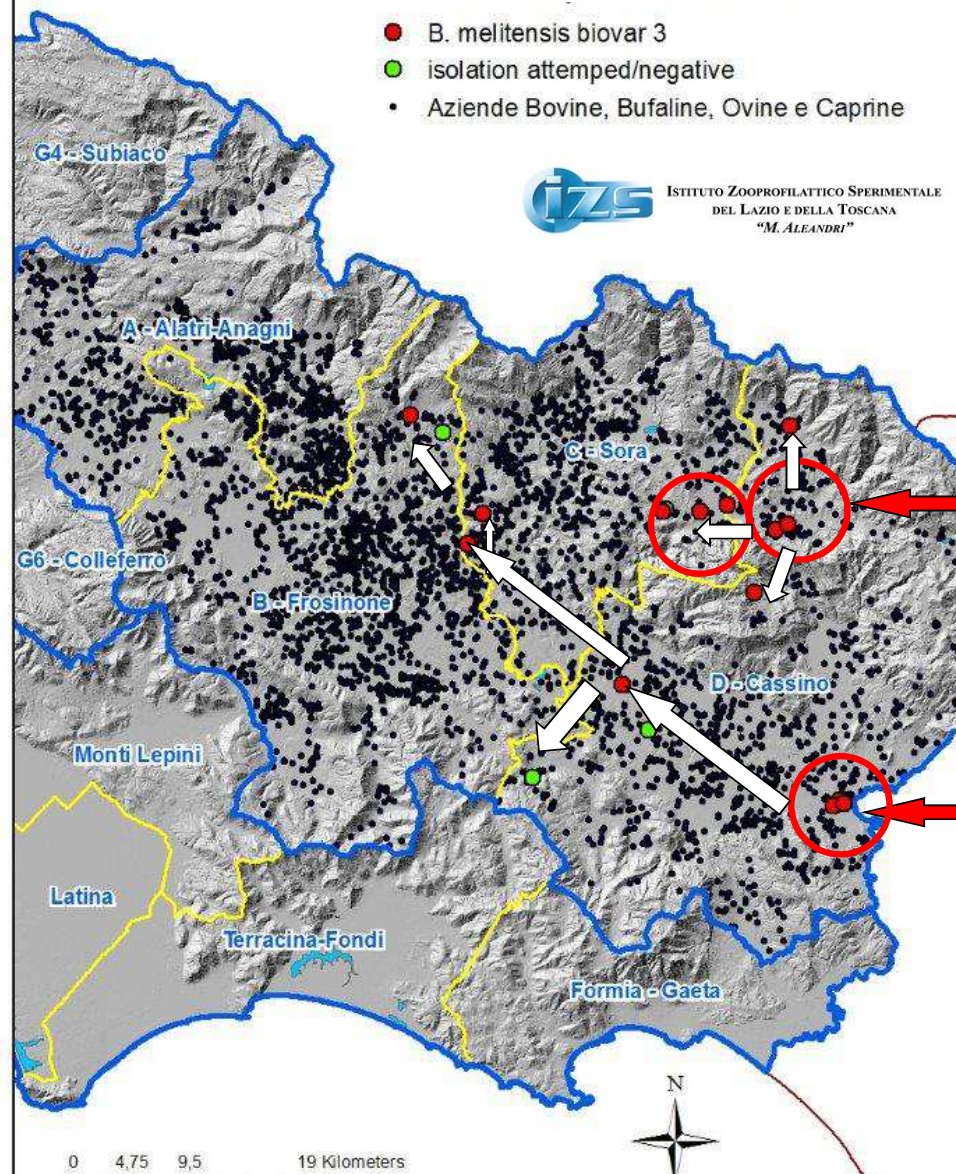 B. melitensis biovar 3
isolation attemped/negative
Aziende Bovine, Bufaline, Ovine e Caprine
izs
ISTITUTO ZOOPROFILATTICO SPERIMENTALE
DEL LAZIO E DELLA TOSCANA
"M. ALEANDRI"
G4 - Subiaco
A - Alatri-Anagni
C - Sora
G6 - Colleferro
B - Frosinone
D - Cassino
Monti Lepini
Latina
Terracina-Fondi
Formia - Gaeta
N
0 4,75 9,5 19 Kilometers